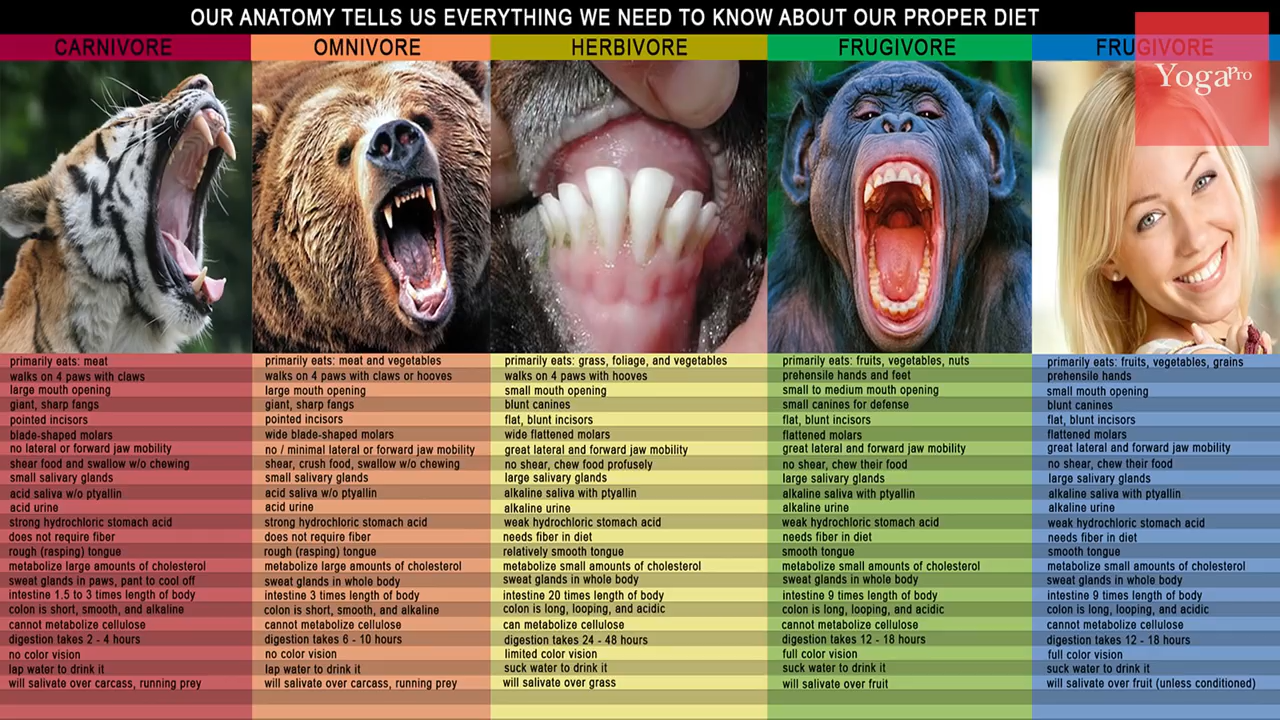 OUR ANATOMY TELLS US EVERYTHING WE NEED TO KNOW ABOUT OUR PROPER DIET
CARNIVORE
OMNIVORE
HERBIVORE
FRUGIVORE
FRUGIVORE
YogaPro
primarily eats: meat
walks on 4 paws with claws
large mouth opening
giant, sharp fangs
pointed incisors
blade-shaped molars
no lateral or forward jaw mobility
shear food and swallow w/o chewing
small salivary glands
acid saliva w/o ptyallin
acid urine
strong hydrochloric stomach acid
does not require fiber
rough (rasping) tongue
metabolize large amounts of cholesterol
sweat glands in paws, pant to cool off
intestine 1.5 to 3 times length of body
colon is short, smooth, and alkaline
cannot metabolize cellulose
digestion takes 2 - 4 hours
no color vision
lap water to drink it
will salivate over carcass, running prey
primarily eats: meat and vegetables
walks on 4 paws with claws or hooves
large mouth opening
giant, sharp fangs
pointed incisors
wide blade-shaped molars
no / minimal lateral or forward jaw mobility
shear, crush food, swallow w/o chewing
small salivary glands
acid saliva w/o ptyallin
acid urine
strong hydrochloric stomach acid
does not require fiber
rough (rasping) tongue
metabolize large amounts of cholesterol
sweat glands in whole body
intestine 3 times length of body
colon is short, smooth, and alkaline
cannot metabolize cellulose
digestion takes 6 - 10 hours
no color vision
lap water to drink it
will salivate over carcass, running prey
primarily eats: grass, foliage, and vegetables
walks on 4 paws with hooves
small mouth opening
blunt canines
flat, blunt incisors
wide flattened molars
great lateral and forward jaw mobility
no shear, chew food profusely
large salivary glands
alkaline saliva with ptyallin
alkaline urine
weak hydrochloric stomach acid
needs fiber in diet
relatively smooth tongue
metabolize small amounts of cholesterol
sweat glands in whole body
intestine 20 times length of body
colon is long, looping, and acidic
can metabolize cellulose
digestion takes 24 - 48 hours
limited color vision
suck water to drink it
will salivate over grass
primarily eats: fruits, vegetables, nuts
prehensile hands and feet
small to medium mouth opening
small canines for defense
flat, blunt incisors
flattened molars
great lateral and forward jaw mobility
no shear, chew their food
large salivary glands
alkaline saliva with ptyallin
alkaline urine
weak hydrochloric stomach acid
needs fiber in diet
smooth tongue
metabolize small amounts of cholesterol
sweat glands in whole body
intestine 9 times length of body
colon is long, looping, and acidic
cannot metabolize cellulose
digestion takes 12 - 18 hours
full color vision
suck water to drink it
will salivate over fruit
primarily eats: fruits, vegetables, grains
prehensile hands
small mouth opening
blunt canines
flat, blunt incisors
flattened molars
great lateral and forward jaw mobility
no shear, chew their food
large salivary glands
alkaline saliva with ptyallin
alkaline urine
weak hydrochloric stomach acid
needs fiber in diet
smooth tongue
metabolize small amounts of cholesterol
sweat glands in whole body
intestine 9 times length of body
colon is long, looping, and acidic
cannot metabolize cellulose
digestion takes 12 - 18 hours
full color vision
suck water to drink it
will salivate over fruit (unless conditioned)